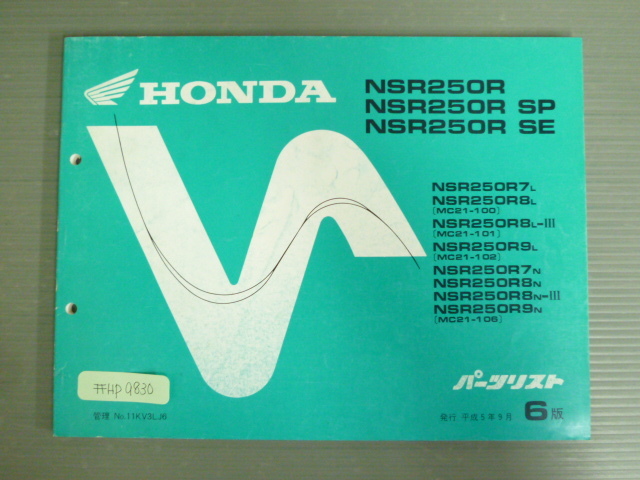 HONDA
NSR250R
NSR250R SP
NSR250R SE
NSR250R7L
NSR250R8L
[MC21-100]
NSR250R8L-III
[MC21-101]
NSR250R9L
[MC21-102]
NSR250R7N
NSR250R8N
NSR250R8N-III
NSR250R9N
[MC21-106]
パーツリスト
発行 平成5年9月 6版
HP9830
管理 No.11KV3LJ6